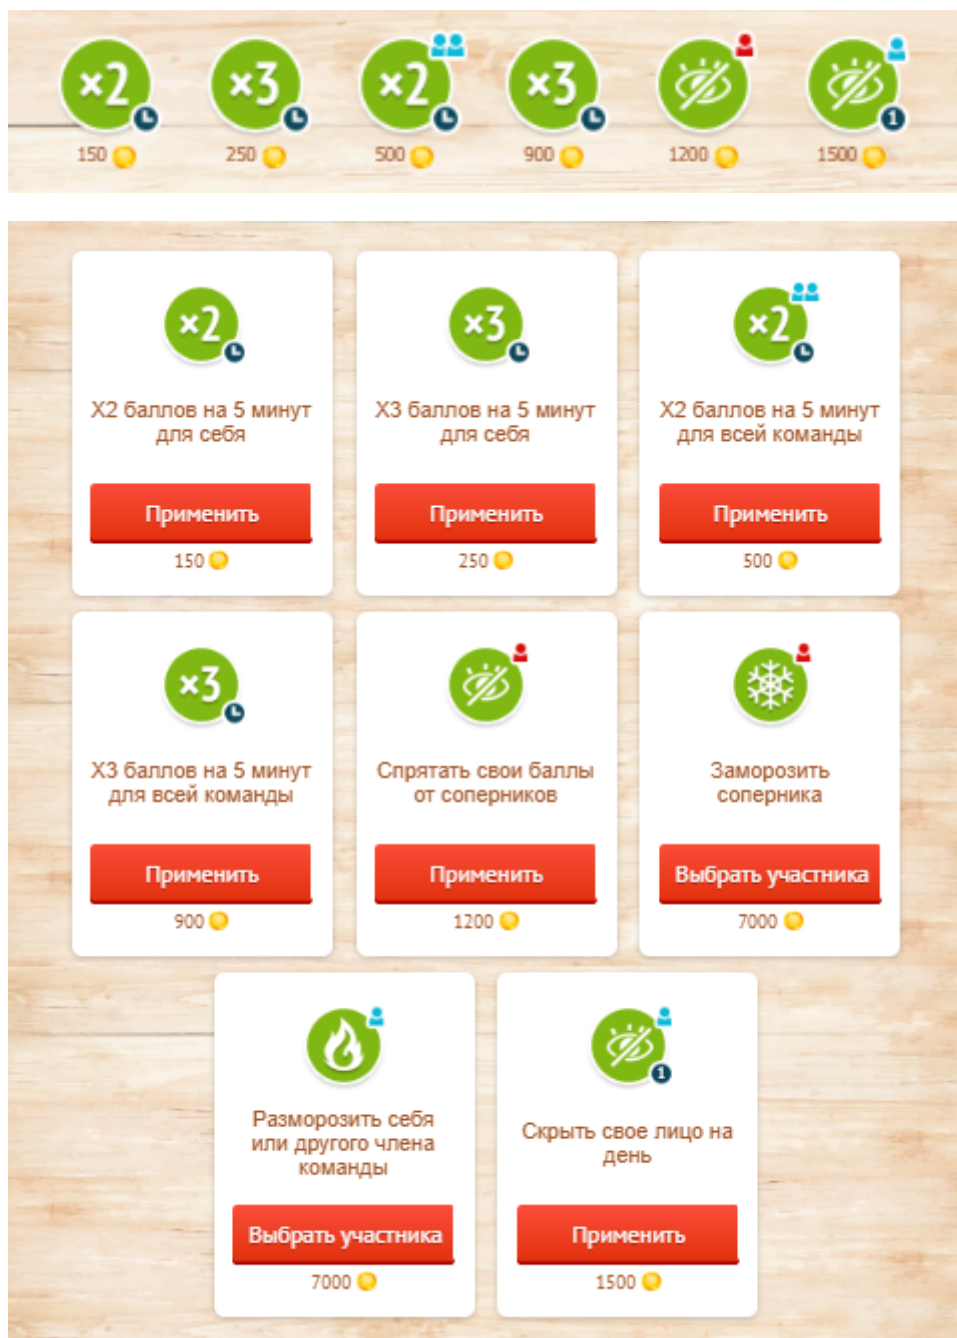 ×2 ×3 ×2 ×3
1
150 250 500 900 1200 1500
×2 ×3 ×2
X2 баллов на 5 минут
для себя
Применить
150
X3 баллов на 5 минут
для себя
Применить
250
X2 баллов на 5 минут
для всей команды
Применить
500
×3
X3 баллов на 5 минут
для всей команды
Применить
900
Спрятать свои баллы
от соперников
Применить
1200
Заморозить
соперника
Выбрать участника
7000
Разморозить себя
или другого члена
команды
Выбрать участника
7000
1
Скрыть свое лицо на
день
Применить
1500